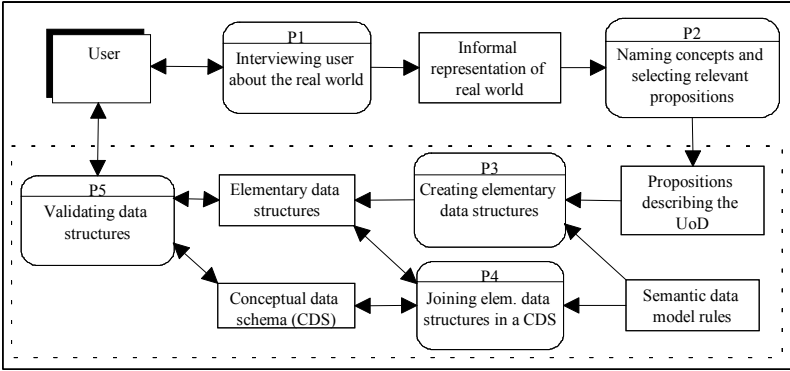 User
P1
Interviewing user
about the real world
Informal
representation of
real world
P2
Naming concepts and
selecting relevant
propositions
P5
Validating data
structures
Elementary data
structures
P3
Creating elementary
data structures
Propositions
describing the
UoD
Conceptual data
schema (CDS)
P4
Joining elem. data
structures in a CDS
Semantic data
model rules